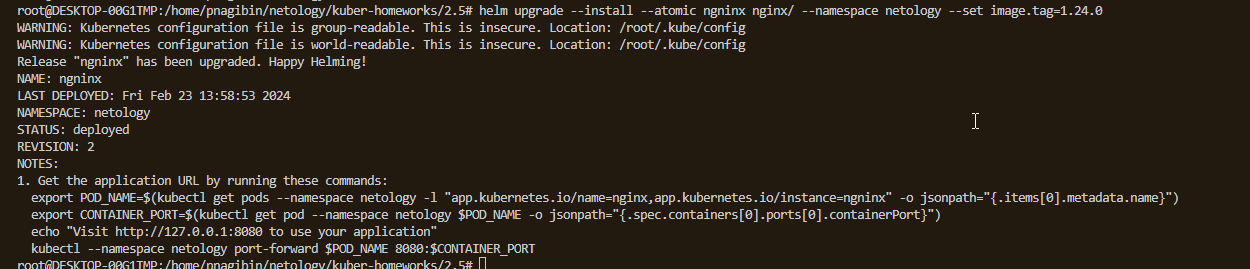 root@DESKTOP-00G1TMP:/home/pnagibin/netology/kuber-homeworks/2.5# helm upgrade --install --atomic ngninx nginx/ --namespace netology --set image.tag=1.24.0
WARNING: Kubernetes configuration file is group-readable. This is insecure. Location: /root/.kube/config
WARNING: Kubernetes configuration file is world-readable. This is insecure. Location: /root/.kube/config
Release "ngninx" has been upgraded. Happy Helming!
NAME: ngninx
LAST DEPLOYED: Fri Feb 23 13:58:53 2024
NAMESPACE: netology
STATUS: deployed
REVISION: 2
NOTES:
1. Get the application URL by running these commands:
  export POD_NAME=$(kubectl get pods --namespace netology -l "app.kubernetes.io/name=nginx,app.kubernetes.io/instance=ngninx" -o jsonpath="{.items[0].metadata.name}")
  export CONTAINER_PORT=$(kubectl get pod --namespace netology $POD_NAME -o jsonpath="{.spec.containers[0].ports[0].containerPort}")
  echo "Visit http://127.0.0.1:8080 to use your application"
  kubectl --namespace netology port-forward $POD_NAME 8080:$CONTAINER_PORT
root@DESKTOP-00G1TMP:/home/pnagibin/netology/kuber-homeworks/2.5#